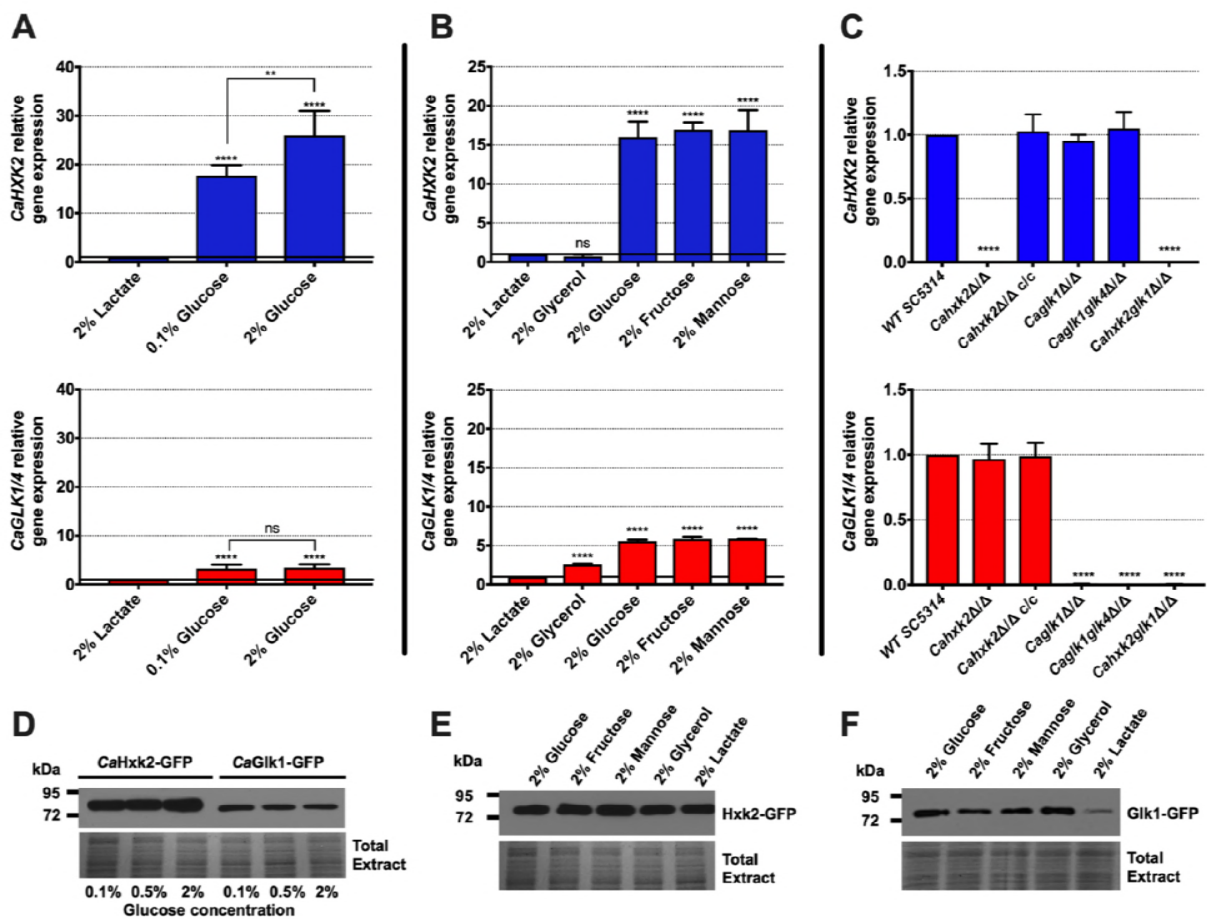 A
CaHXK2 relative
gene expression
40
30
20
10
0
**
****
****
2% Lactate
0.1% Glucose
2% Glucose
CaGLK1/4 relative
gene expression
40
30
20
10
0
ns
****
****
2% Lactate
0.1% Glucose
2% Glucose
B
CaHXK2 relative
gene expression
25
20
15
10
5
0
ns
****
****
****
2% Lactate
2% Glycerol
2% Glucose
2% Fructose
2% Mannose
CaGLK1/4 relative
gene expression
25
20
15
10
5
0
****
****
****
****
2% Lactate
2% Glycerol
2% Glucose
2% Fructose
2% Mannose
C
CaHXK2 relative
gene expression
1.5
1.0
0.5
0.0
****
****
WT SC5314
Cahxk2Δ/Δ
Cahxk2Δ/Δ c/c
Caglk1Δ/Δ
Caglk1glk4Δ/Δ
Cahxk2glk1Δ/Δ
CaGLK1/4 relative
gene expression
1.5
1.0
0.5
0.0
****
****
****
WT SC5314
Cahxk2Δ/Δ
Cahxk2Δ/Δ c/c
Caglk1Δ/Δ
Caglk1glk4Δ/Δ
Cahxk2glk1Δ/Δ
D
CaHxk2-GFP
CaGlk1-GFP
kDa
95
72
Total
Extract
0.1% 0.5% 2% 0.1% 0.5% 2%
Glucose concentration
E
2% Glucose
2% Fructose
2% Mannose
2% Glycerol
2% Lactate
kDa
95
72
Hxk2-GFP
Total
Extract
F
2% Glucose
2% Fructose
2% Mannose
2% Glycerol
2% Lactate
kDa
95
72
Glk1-GFP
Total
Extract